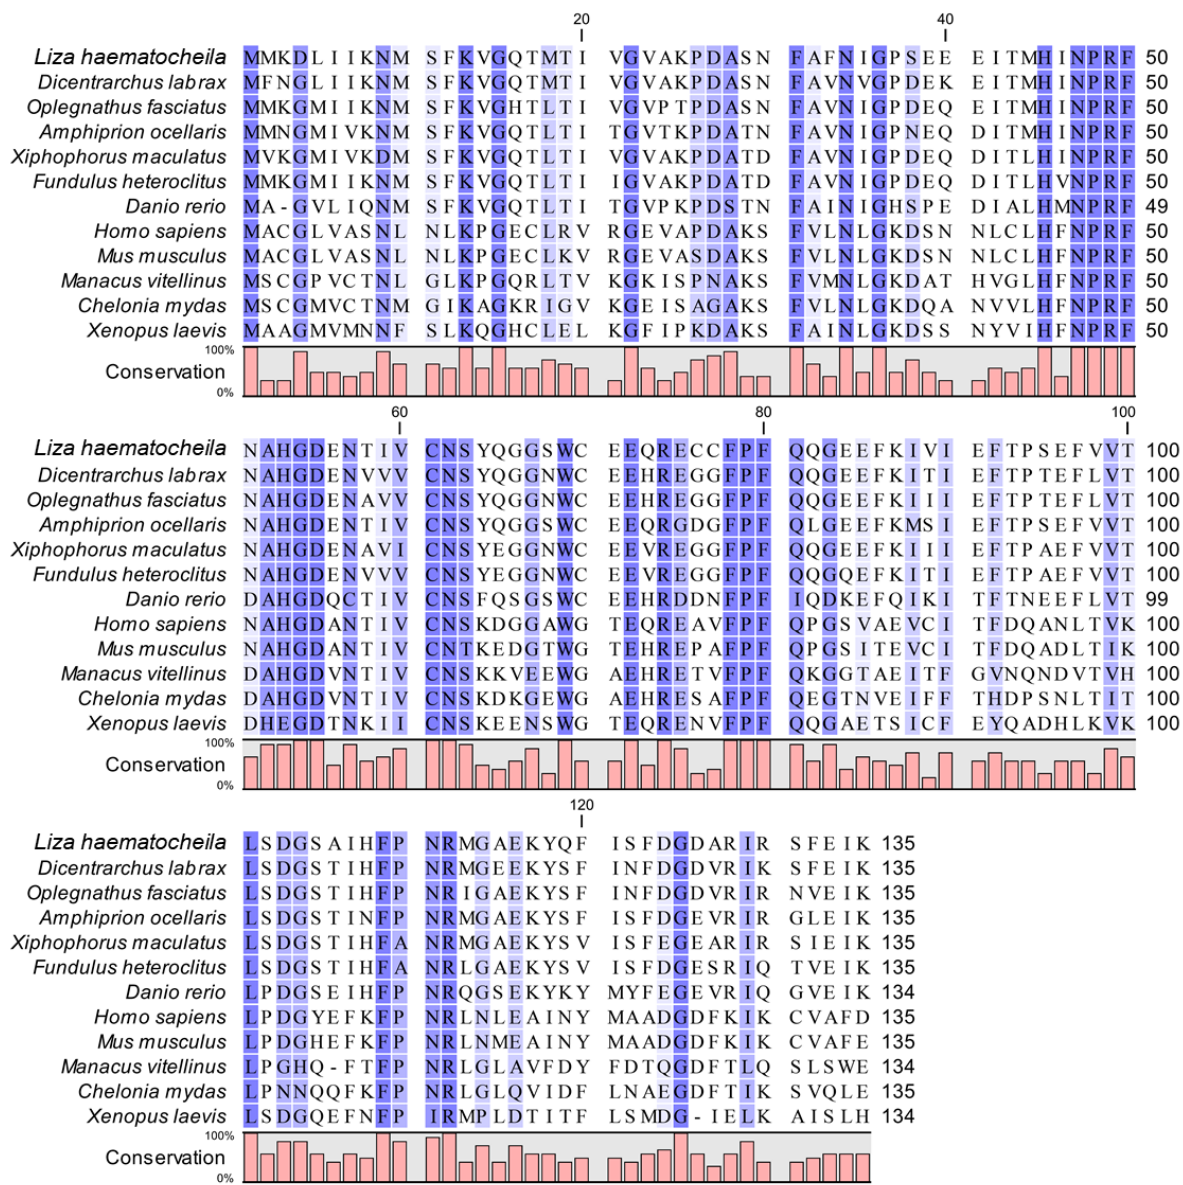 20 40
Liza haematocheila MMKDLIIKNM SFKVGQTMTI VGVAKPDASN FAFNIGPSEE EITMHINPRF 50
Dicentrarchus labrax MFNGLIIKNM SFKVGQTMTI VGVAKPDASN FAVNVGPDEK EITMHINPRF 50
Oplegnathus fasciatus MMKGMIIKNM SFKVGHTLTI VGVPTPDASN FAVNIGPDEQ EITMHINPRF 50
Amphiprion ocellaris MMNGMIVKNM SFKVGQTLTI TGVTKPDATN FAVNIGPNEQ DITMHINPRF 50
Xiphophorus maculatus MVKGMIVKDM SFKVGQTLTI VGVAKPDATD FAVNIGPDEQ DITLHINPRF 50
Fundulus heteroclitus MMKGMIIKNM SFKVGQTLTI IGVAKPDATD FAVNIGPDEQ DITLHVNPRF 50
Danio rerio MA-GVLIQNM SFKVGQTLTI TGVPKPDSTN FAINIGHSPE DIALHMNPRF 49
Homo sapiens MACGLVASNL NLKPGECLRV RGEVAPDAKS FVLNLGKDSN NLCLHFNPRF 50
Mus musculus MACGLVASNL NLKPGECLKV RGEVASDAKS FVLNLGKDSN NLCLHFNPRF 50
Manacus vitellinus MSCGPVCTNL GLKPGQRLTV KGKISPNAKS FVMNLGKDAT HVGLHFNPRF 50
Chelonia mydas MSCGMVCTNM GIKAGKRIGV KGEISAGAKS FVLNLGKDQA NVVLHFNPRF 50
Xenopus laevis MAAGMVMNNF SLKQGHCLEL KGFIPKDAKS FAINLGKDSS NYVIHFNPRF 50
100%
Conservation
0%
60 80 100
Liza haematocheila NAHGDENTIV CNSYQGGSWC EEQRECCFPF QQGEEFKIVI EFTPSEFVVT 100
Dicentrarchus labrax NAHGDENVVV CNSYQGGNWC EEHREGGFPF QQGEEFKITI EFTPTEFLVT 100
Oplegnathus fasciatus NAHGDENAVV CNSYQGGNWC EEHREGGFPF QQGEEFKIII EFTPTEFLVT 100
Amphiprion ocellaris NAHGDENTIV CNSYQGGSWC EEQRGDGFPF QLGEEFKMSI EFTPSEFVVT 100
Xiphophorus maculatus NAHGDENAVI CNSYEGGNWC EEVREGGFPF QQGEEFKIII EFTPAEFVVT 100
Fundulus heteroclitus NAHGDENVVV CNSYEGGNWC EEVREGGFPF QQGQEFKITI EFTPAEFVVT 100
Danio rerio DAHGDQCTIV CNSFQSGSWC EEHRDDNFPF IQDKEFQIKI TFTNEEFLVT 99
Homo sapiens NAHGDANTIV CNSKDGGAWG TEQREAVFPF QPGSVAEVCI TFDQANLTVK 100
Mus musculus NAHGDANTIV CNTKEDGTWG TEHREPAFPF QPGSITEVCI TFDQADLTIK 100
Manacus vitellinus DAHGDVNTIV CNSKKVEEWG AEHRETVFPF QKGGTAEITF GVNQNDVTVH 100
Chelonia mydas DAHGDVNTIV CNSKDKGEWG AEHRESAFPF QEGTNVEIFF THDPSNLTIT 100
Xenopus laevis DHEGDTNKII CNSKEENSWG TEQRENVFPF QQGAETSICF EYQADHLKVK 100
100%
Conservation
0%
120
Liza haematocheila LSDGSAIHFP NRMGAEKYQF ISFDGDARIR SFEIK 135
Dicentrarchus labrax LSDGSTIHFP NRMGEEKYSF INFDGDVRIK SFEIK 135
Oplegnathus fasciatus LSDGSTIHFP NRIGAEKYSF INFDGDVRIK NVEIK 135
Amphiprion ocellaris LSDGSTINFP NRMGAEKYSF ISFDGEVRIR GLEIK 135
Xiphophorus maculatus LSDGSTIHFA NRMGAEKYSV ISFEGEARIR SIEIK 135
Fundulus heteroclitus LSDGSTIHFA NRLGAEKYSV ISFDGESRIQ TVEIK 135
Danio rerio LPDGSEIHFP NRQGSEKYKY MYFEGEVRIQ GVEIK 134
Homo sapiens LPDGYEFKFP NRLNLEAINY MAADGDFKIK CVAFD 135
Mus musculus LPDGHEFKFP NRLNMEAINY MAADGDFKIK CVAFE 135
Manacus vitellinus LPGHQ-FTFP NRLGLAVFDY FDTQGDFTLQ SLSWE 134
Chelonia mydas LPNNQQFKFP NRLGLQVIDF LNAEGDFTIK SVQLE 135
Xenopus laevis LSDGQEFNFP IRMPLDTITF LSMDG-IELK AISLH 134
100%
Conservation
0%